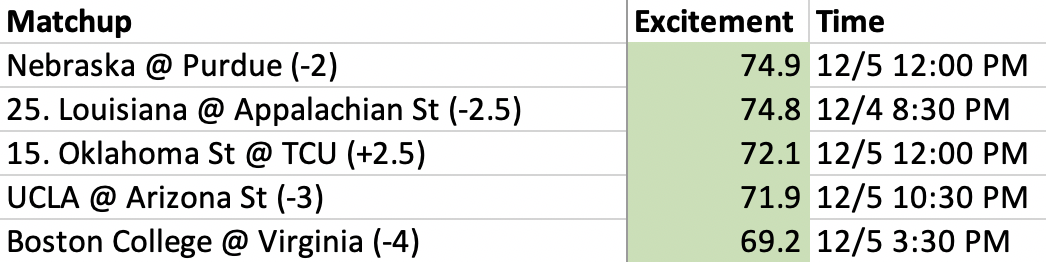 Matchup Excitement Time
Nebraska @ Purdue (-2) 74.9 12/5 12:00 PM
25. Louisiana @ Appalachian St (-2.5) 74.8 12/4 8:30 PM
15. Oklahoma St @ TCU (+2.5) 72.1 12/5 12:00 PM
UCLA @ Arizona St (-3) 71.9 12/5 10:30 PM
Boston College @ Virginia (-4) 69.2 12/5 3:30 PM